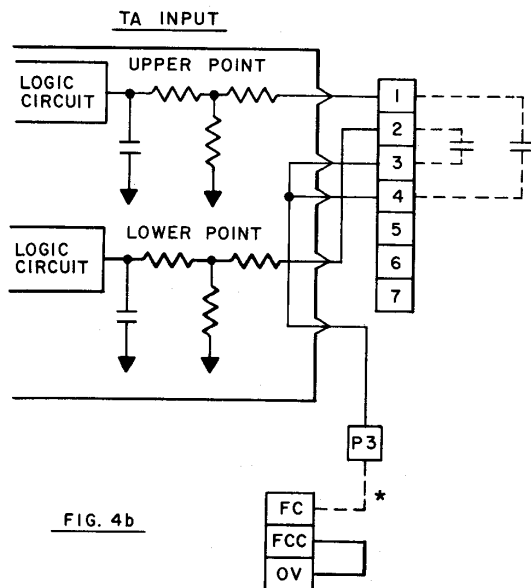 TA INPUT
LOGIC
CIRCUIT
UPPER POINT
1
2
3
4
5
6
7
LOGIC
CIRCUIT
LOWER POINT
P3
*
FC
FCC
OV
FIG. 4b